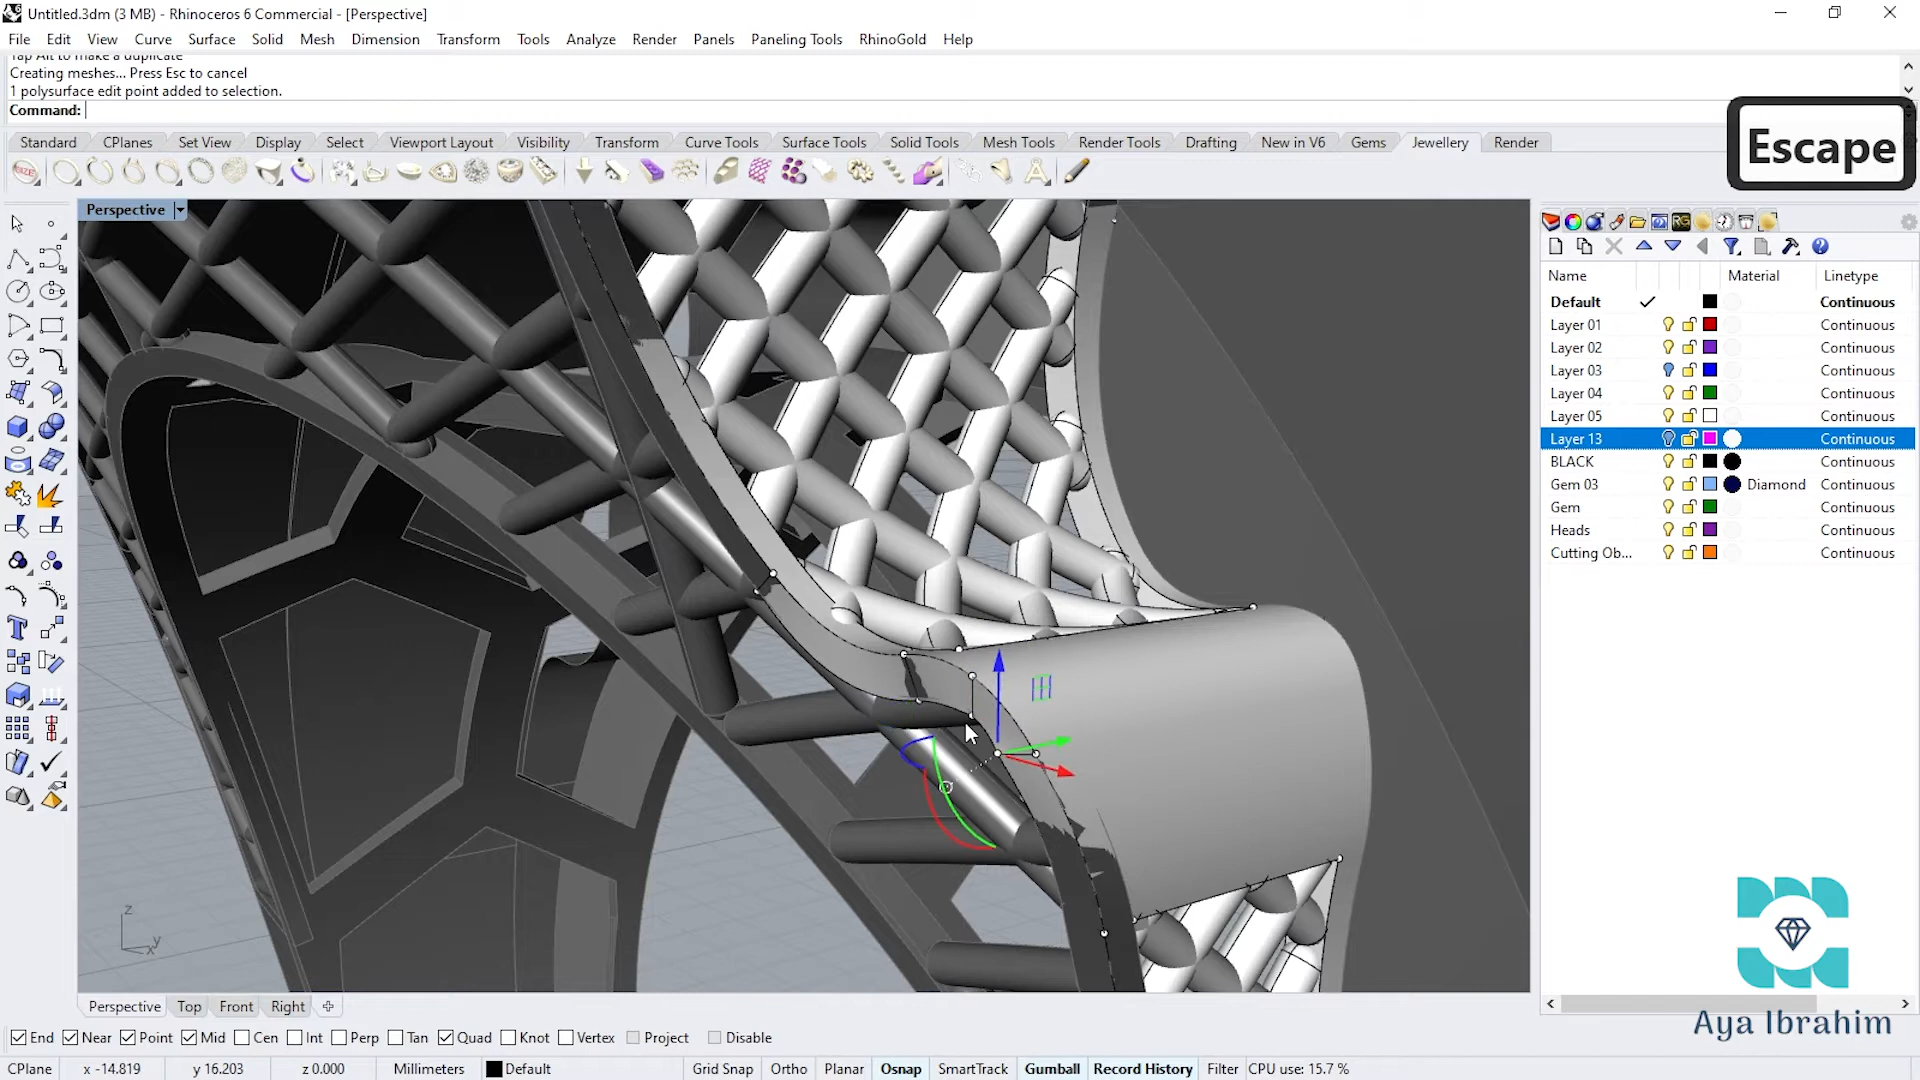 Untitled.3dm (3 MB) - Rhinoceros 6 Commercial - [Perspective]
File Edit View Curve Surface Solid Mesh Dimension Transform Tools Analyze Render Panels Paneling Tools RhinoGold Help
Tap Alt to make a duplicate
Creating meshes... Press Esc to cancel
1 polysurface edit point added to selection.
Command:
Escape
Standard CPlanes Set View Display Select Viewport Layout Visibility Transform Curve Tools Surface Tools Solid Tools Mesh Tools Render Tools Drafting New in V6 Gems Jewellery Render
Perspective
Name Material Linetype
Default Continuous
Layer 01 Continuous
Layer 02 Continuous
Layer 03 Continuous
Layer 04 Continuous
Layer 05 Continuous
Layer 13 Continuous
BLACK Continuous
Gem 03 Diamond Continuous
Gem Continuous
Heads Continuous
Cutting Ob... Continuous
z
y
x
Perspective Top Front Right
Aya Ibrahim
End Near Point Mid Cen Int Perp Tan Quad Knot Vertex Project Disable
CPlane x -14.819 y 16.203 z 0.000 Millimeters Default Grid Snap Ortho Planar Osnap SmartTrack Gumball Record History Filter CPU use: 15.7 %